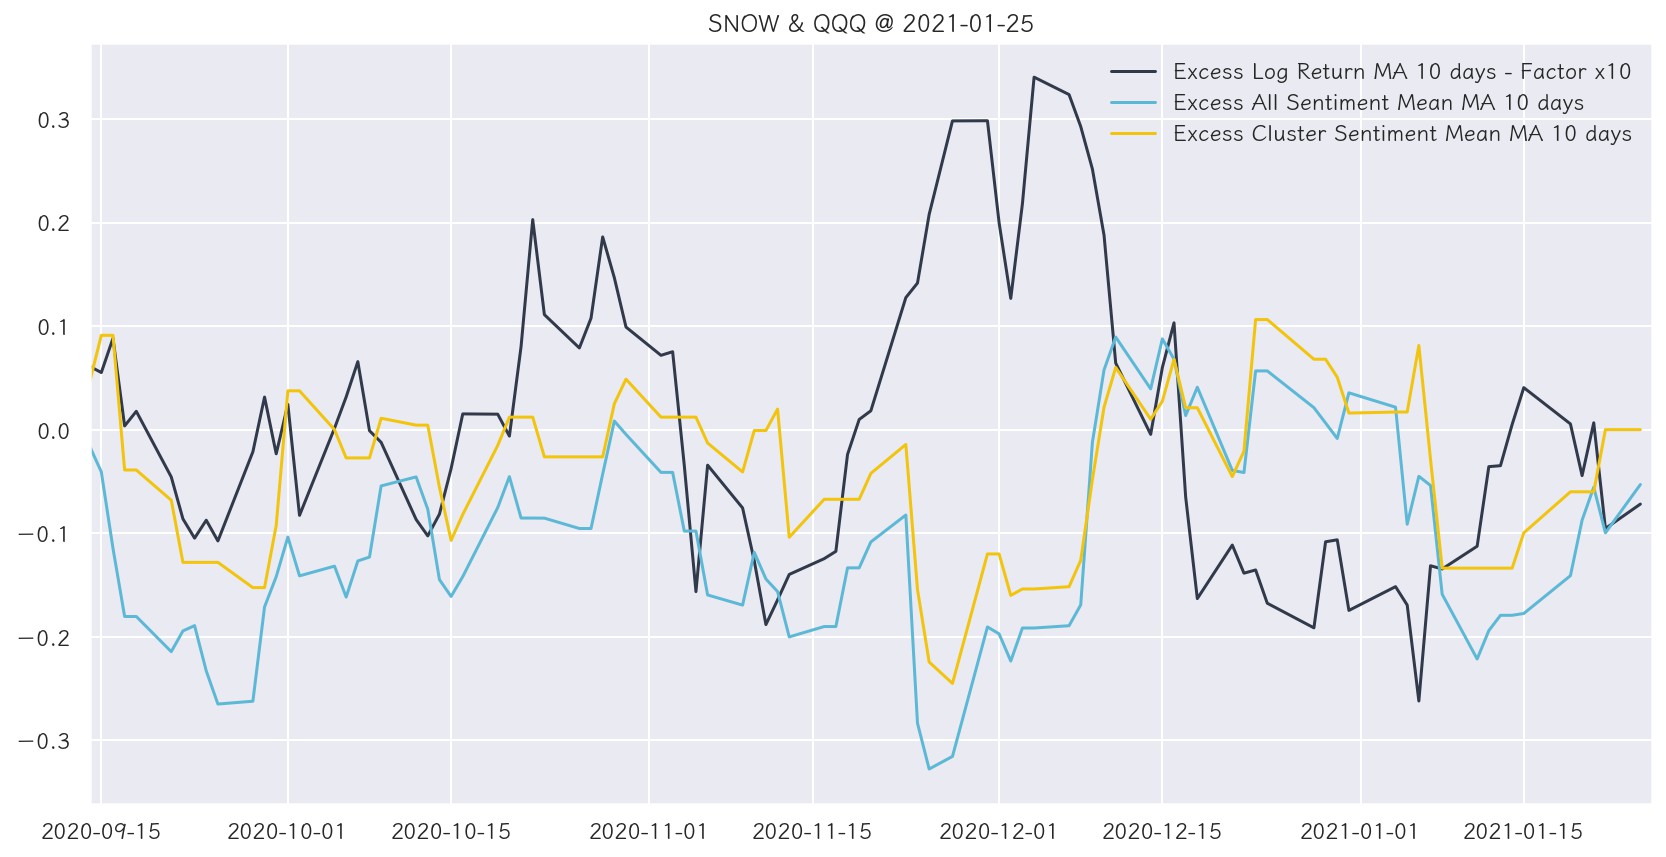 SNOW & QQQ @ 2021-01-25
Excess Log Return MA 10 days - Factor x10
Excess All Sentiment Mean MA 10 days
Excess Cluster Sentiment Mean MA 10 days
0.3
0.2
0.1
0.0
−0.1
−0.2
−0.3
2020-09-15 2020-10-01 2020-10-15 2020-11-01 2020-11-15 2020-12-01 2020-12-15 2021-01-01 2021-01-15